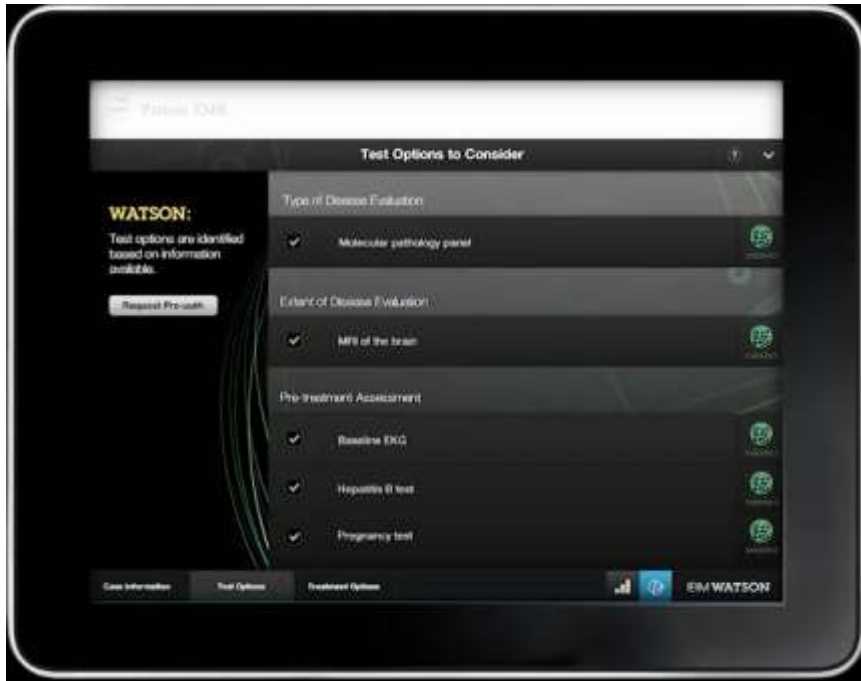 Patient EMR
Test Options to Consider
?
WATSON:
Test options are identified
based on information
available.
Request Pre-auth
Type of Disease Evaluation
Molecular pathology panel
Extent of Disease Evaluation
MRI of the brain
Pre-treatment Assessment
Baseline EKG
Hepatitis B test
Pregnancy test
Case Information
Test Options
Treatment Options
IBM WATSON